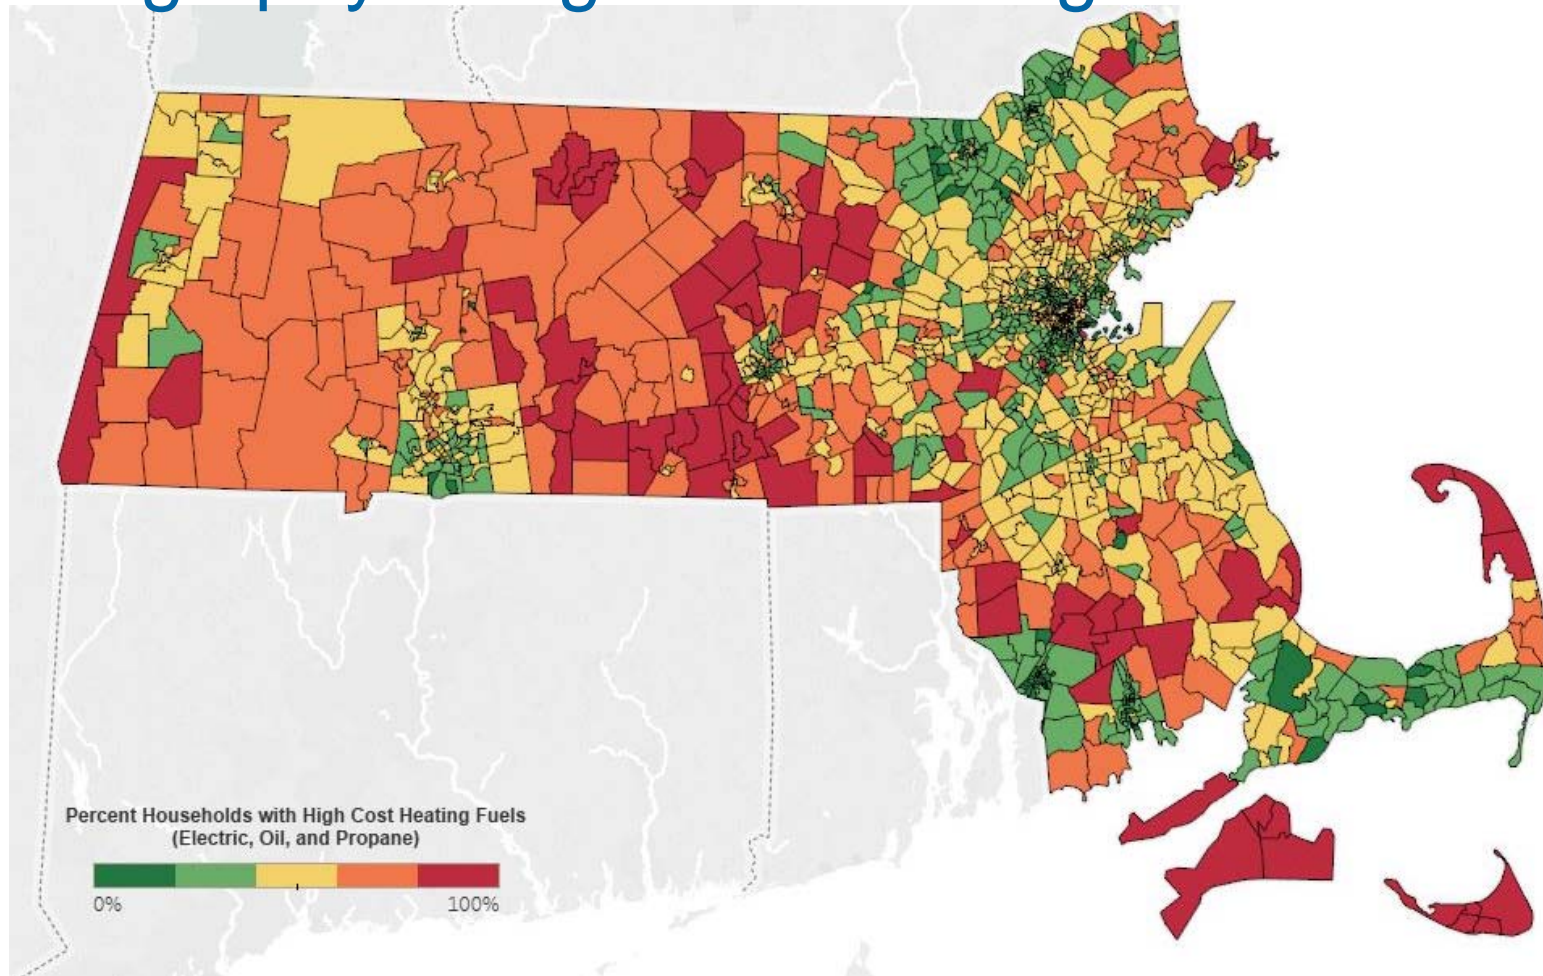 Percent Households with High Cost Heating Fuels
(Electric, Oil, and Propane)
0% 100%